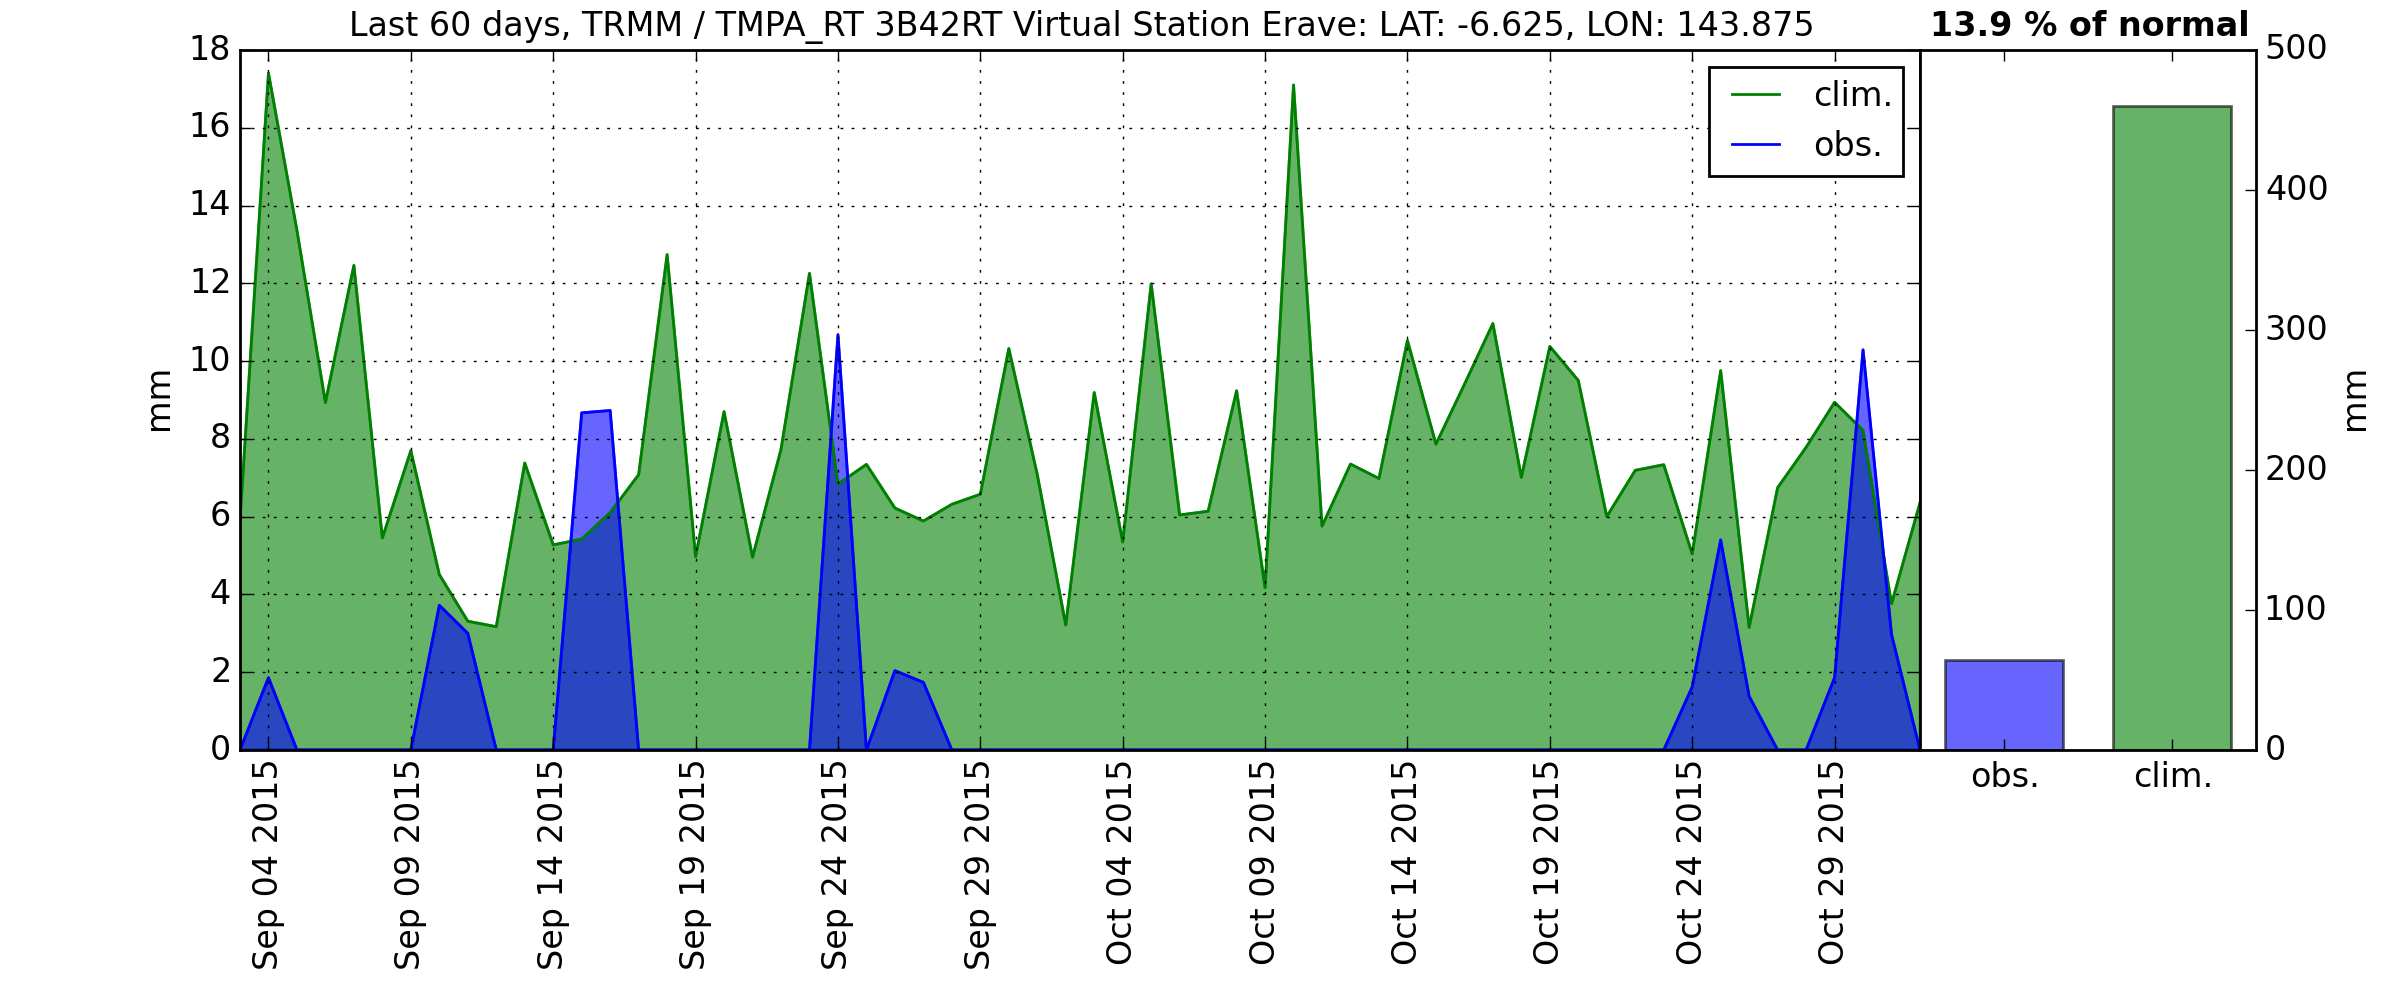 Last 60 days, TRMM / TMPA_RT 3B42RT Virtual Station Erave: LAT: -6.625, LON: 143.875
13.9 % of normal
18
16
14
12
10
8
6
4
2
0
mm
clim.
obs.
Sep 04 2015
Sep 09 2015
Sep 14 2015
Sep 19 2015
Sep 24 2015
Sep 29 2015
Oct 04 2015
Oct 09 2015
Oct 14 2015
Oct 19 2015
Oct 24 2015
Oct 29 2015
500
400
300
200
100
0
mm
obs.
clim.